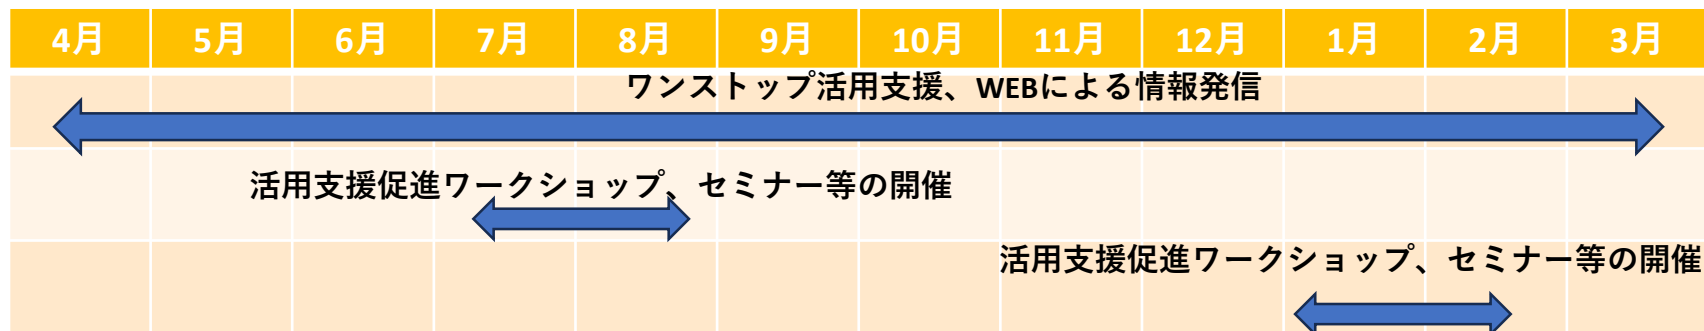 4月 5月 6月 7月 8月 9月 10月 11月 12月 1月 2月 3月
ワンストップ活用支援、WEBによる情報発信
活用支援促進ワークショップ、セミナー等の開催
活用支援促進ワークショップ、セミナー等の開催